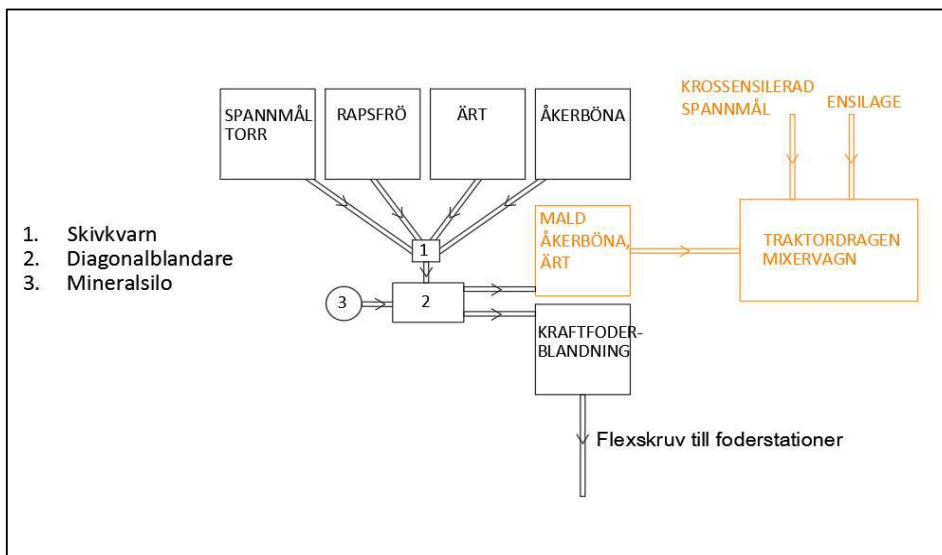 SPANNMÅL
TORR
RAPSFRÖ
ÄRT
ÅKERBÖNA
KROSSENSILERAD
SPANNMÅL
ENSILAGE
1. Skivkvarn
2. Diagonalblandare
3. Mineralsilo
1
2
3
MALD
ÅKERBÖNA,
ÄRT
TRAKTORDRAGEN
MIXERVAGN
KRAFTFODER-
BLANDNING
Flexskruv till foderstationer